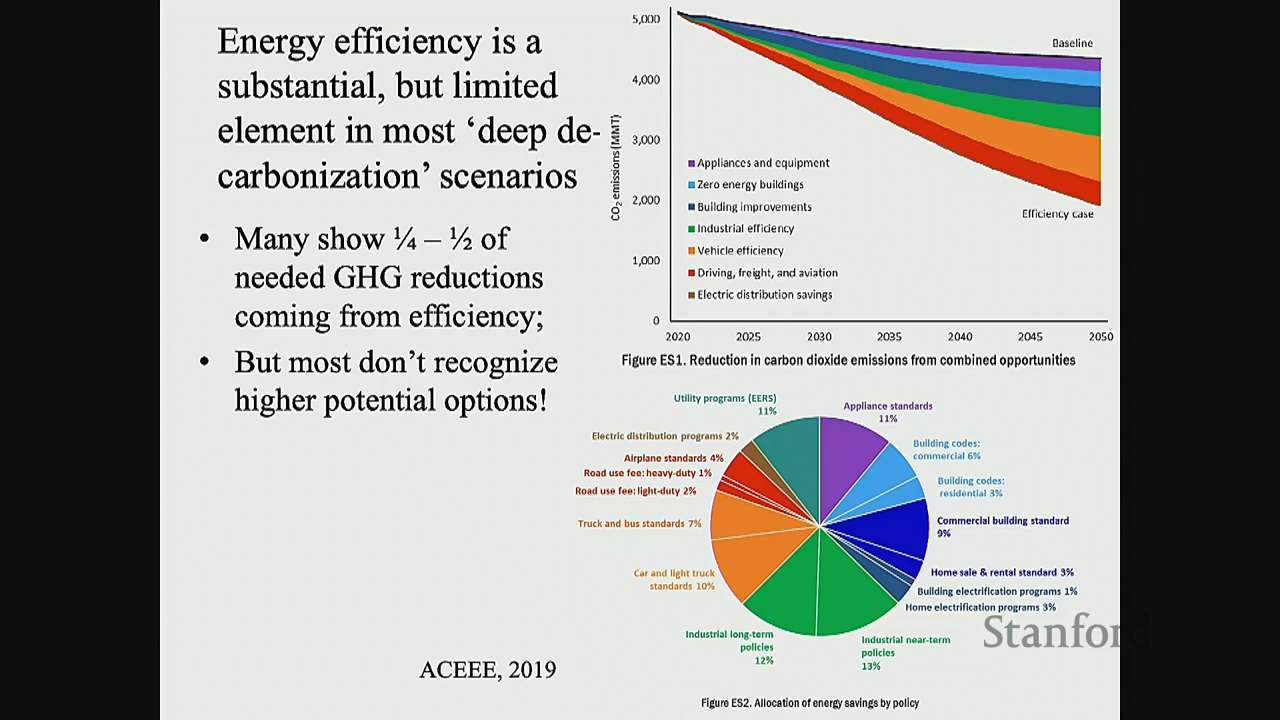 Energy efficiency is a
substantial, but limited
element in most ‘deep de-
carbonization’ scenarios
• Many show ¼ – ½ of
needed GHG reductions
coming from efficiency;
• But most don’t recognize
higher potential options!
ACEEE, 2019
5,000
4,000
3,000
2,000
1,000
0
CO₂ emissions (MMT)
Baseline
Efficiency case
Appliances and equipment
Zero energy buildings
Building improvements
Industrial efficiency
Vehicle efficiency
Driving, freight, and aviation
Electric distribution savings
2020 2025 2030 2035 2040 2045 2050
Figure ES1. Reduction in carbon dioxide emissions from combined opportunities
Utility programs (EERS)
11%
Appliance standards
11%
Building codes:
commercial 6%
Building codes:
residential 3%
Commercial building standard
9%
Home sale & rental standard 3%
Building electrification programs 1%
Home electrification programs 3%
Industrial near-term
policies
13%
Industrial long-term
policies
12%
Car and light truck
standards 10%
Truck and bus standards 7%
Road use fee: light-duty 2%
Road use fee: heavy-duty 1%
Airplane standards 4%
Electric distribution programs 2%
Figure ES2. Allocation of energy savings by policy
Stanford